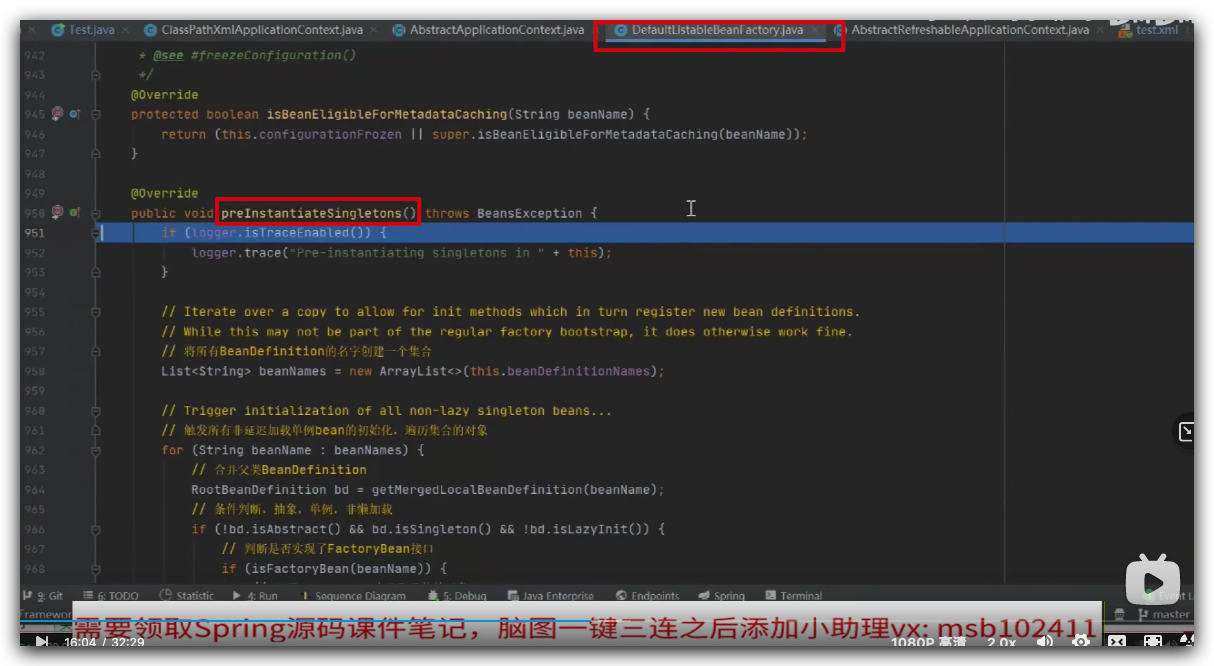 Test.java ClassPathXmlApplicationContext.java AbstractApplicationContext.java DefaultListableBeanFactory.java AbstractRefreshableApplicationContext.java test.xml
942 * @see #freezeConfiguration()
943 */
944 @Override
945 protected boolean isBeanEligibleForMetadataCaching(String beanName) {
946 return (this.configurationFrozen || super.isBeanEligibleForMetadataCaching(beanName));
947 }
948
949 @Override
950 public void preInstantiateSingletons() throws BeansException {
951 if (logger.isTraceEnabled()) {
952 logger.trace("Pre-instantiating singletons in " + this);
953 }
954
955 // Iterate over a copy to allow for init methods which in turn register new bean definitions.
956 // While this may not be part of the regular factory bootstrap, it does otherwise work fine.
957 // 将所有BeanDefinition的名字创建一个集合
958 List<String> beanNames = new ArrayList<>(this.beanDefinitionNames);
959
960 // Trigger initialization of all non-lazy singleton beans...
961 // 触发所有非延迟加载单例bean的初始化，遍历集合的对象
962 for (String beanName : beanNames) {
963 // 合并父类BeanDefinition
964 RootBeanDefinition bd = getMergedLocalBeanDefinition(beanName);
965 // 条件判断，抽象，单例，非懒加载
966 if (!bd.isAbstract() && bd.isSingleton() && !bd.isLazyInit()) {
967 // 判断是否实现了FactoryBean接口
968 if (isFactoryBean(beanName)) {
9: Git 6: TODO Statistic 4: Run Sequence Diagram 5: Debug Java Enterprise Endpoints Spring Terminal
master
需要领取Spring源码课件笔记，脑图一键三连之后添加小助理vx: msb102411
16:04 / 32:29 1080P 高清 2.0x